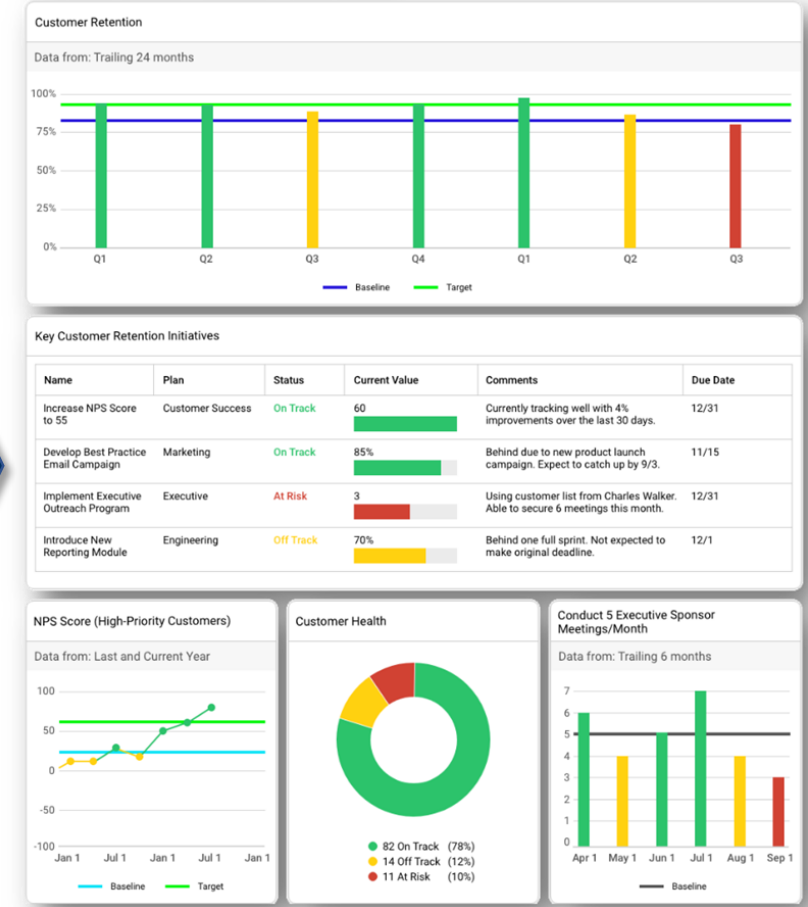 Customer Retention
Data from: Trailing 24 months
100%
75%
50%
25%
0%
Q1 Q2 Q3 Q4 Q1 Q2 Q3
Baseline Target
Key Customer Retention Initiatives
Name Plan Status Current Value Comments Due Date
Increase NPS Score Customer Success On Track 60 Currently tracking well with 4% 12/31
to 55 improvements over the last 30 days.
Develop Best Practice Marketing On Track 85% Behind due to new product launch 11/15
Email Campaign campaign. Expect to catch up by 9/3.
Implement Executive Executive At Risk 3 Using customer list from Charles Walker. 12/31
Outreach Program Able to secure 6 meetings this month.
Introduce New Engineering Off Track 70% Behind one full sprint. Not expected to 12/1
Reporting Module make original deadline.
NPS Score (High-Priority Customers)
Data from: Last and Current Year
100
50
0
-50
-100
Jan 1 Jul 1 Jan 1 Jul 1 Jan 1
Baseline Target
Customer Health
82 On Track (78%)
14 Off Track (12%)
11 At Risk (10%)
Conduct 5 Executive Sponsor
Meetings/Month
Data from: Trailing 6 months
7
6
5
4
3
2
1
0
Apr 1 May 1 Jun 1 Jul 1 Aug 1 Sep 1
Baseline